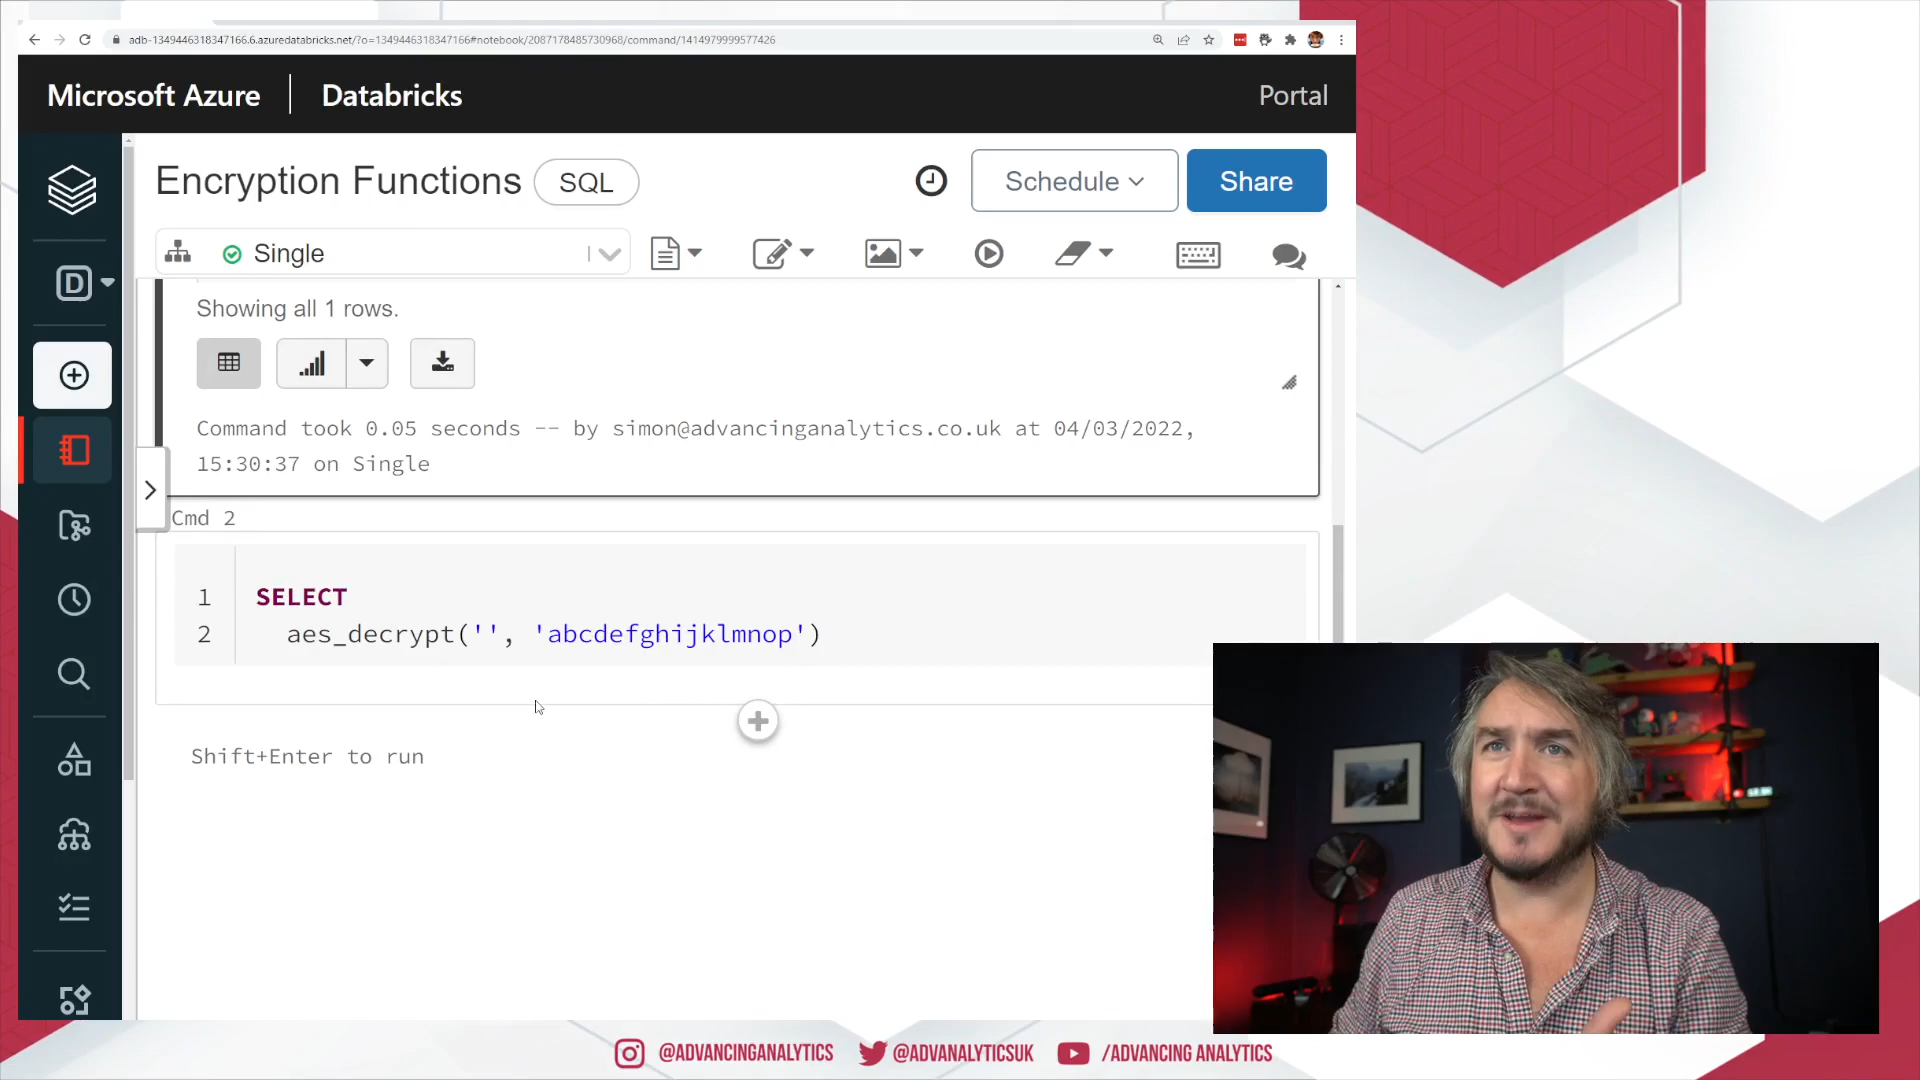 adb-1349446318347166.6.azuredatabricks.net/?o=1349446318347166#notebook/2087178485730968/command/1414979999577426
Microsoft Azure | Databricks
Portal
Encryption Functions SQL
Schedule
Share
Single
Showing all 1 rows.
Command took 0.05 seconds -- by simon@advancinganalytics.co.uk at 04/03/2022,
15:30:37 on Single
Cmd 2
1 SELECT
2 aes_decrypt('', 'abcdefghijklmnop')
Shift+Enter to run
@ADVANCINGANALYTICS @ADVANALYTICSUK /ADVANCING ANALYTICS